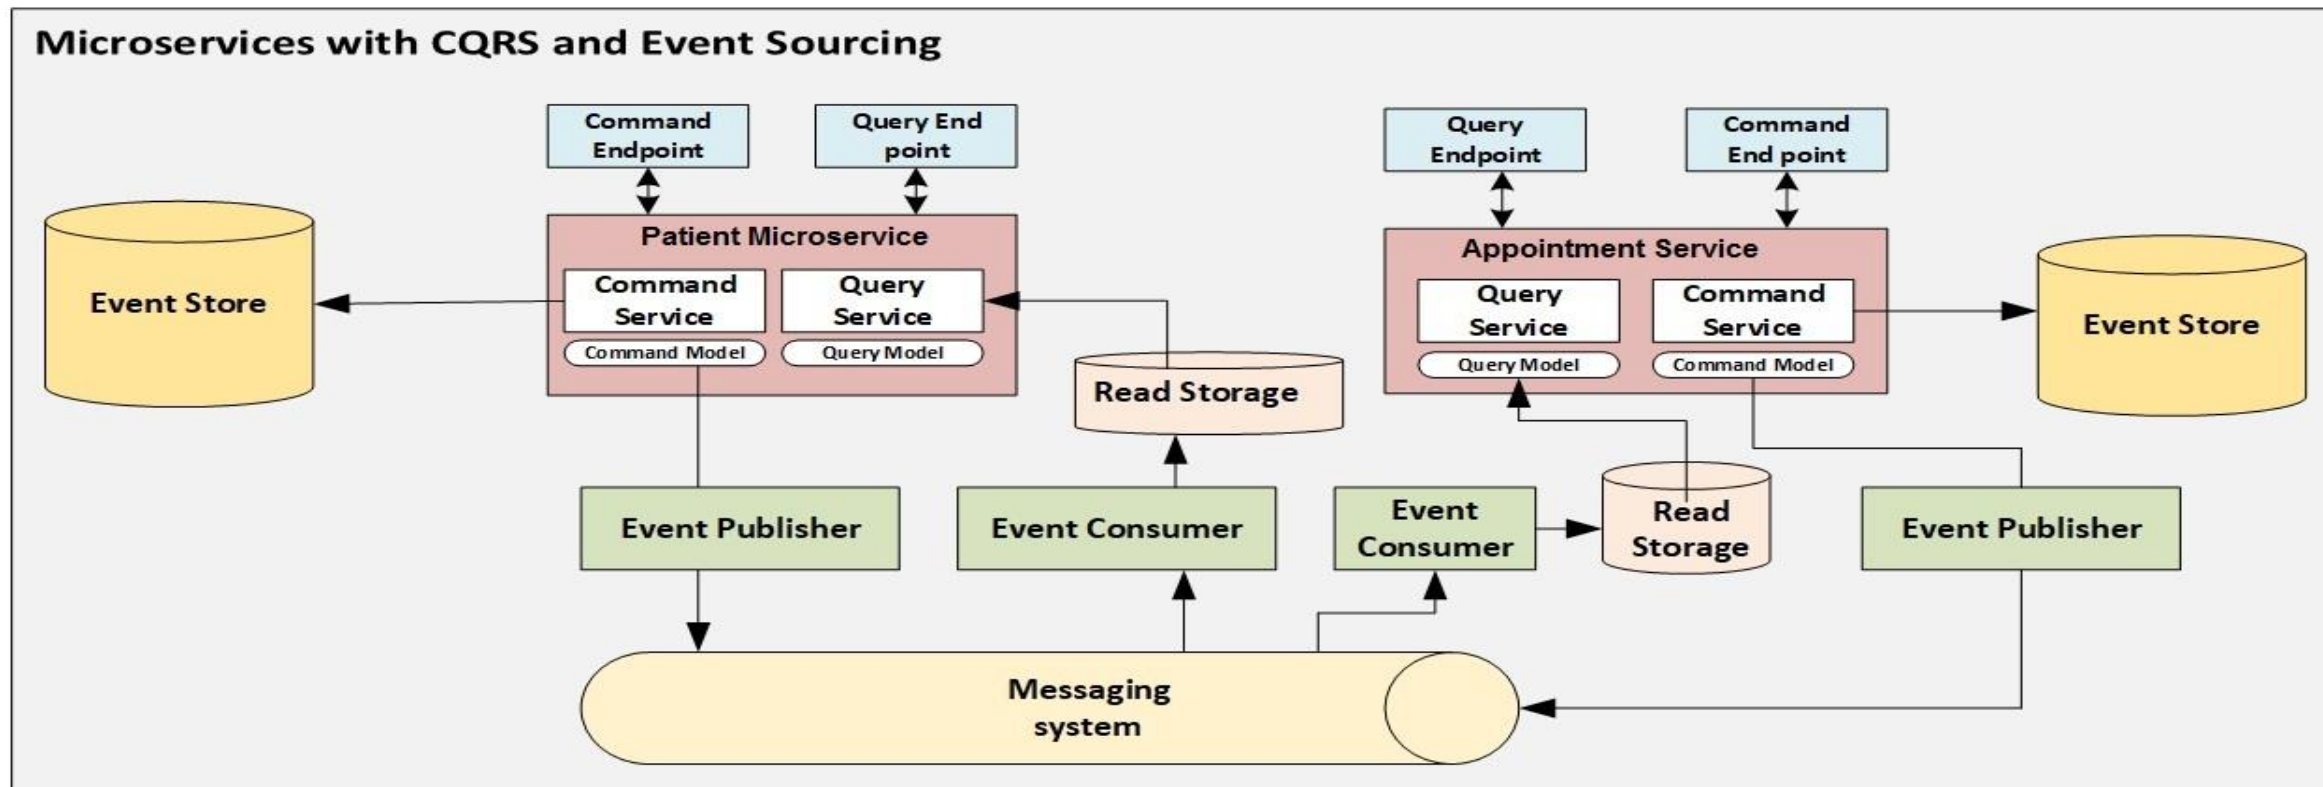 Microservices with CQRS and Event Sourcing
Command
Endpoint
Query End
point
Query
Endpoint
Command
End point
Event Store
Patient Microservice
Command
Service
Command Model
Query
Service
Query Model
Read Storage
Appointment Service
Query
Service
Query Model
Command
Service
Command Model
Event Store
Event Publisher
Event Consumer
Event
Consumer
Read
Storage
Event Publisher
Messaging
system